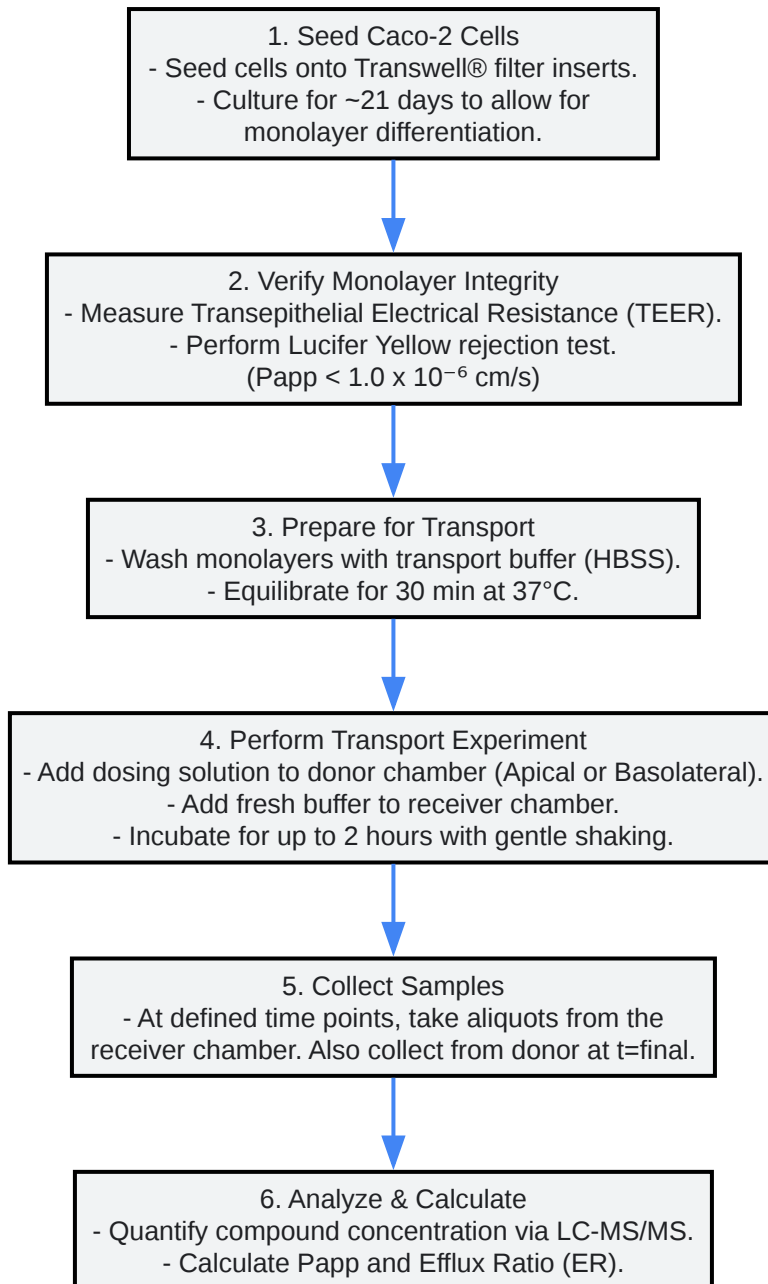 1. Seed Caco-2 Cells
- Seed cells onto Transwell® filter inserts.
- Culture for ~21 days to allow for
monolayer differentiation.
2. Verify Monolayer Integrity
- Measure Transepithelial Electrical Resistance (TEER).
- Perform Lucifer Yellow rejection test.
(Papp < 1.0 x 10⁻⁶ cm/s)
3. Prepare for Transport
- Wash monolayers with transport buffer (HBSS).
- Equilibrate for 30 min at 37°C.
4. Perform Transport Experiment
- Add dosing solution to donor chamber (Apical or Basolateral).
- Add fresh buffer to receiver chamber.
- Incubate for up to 2 hours with gentle shaking.
5. Collect Samples
- At defined time points, take aliquots from the
receiver chamber. Also collect from donor at t=final.
6. Analyze & Calculate
- Quantify compound concentration via LC-MS/MS.
- Calculate Papp and Efflux Ratio (ER).